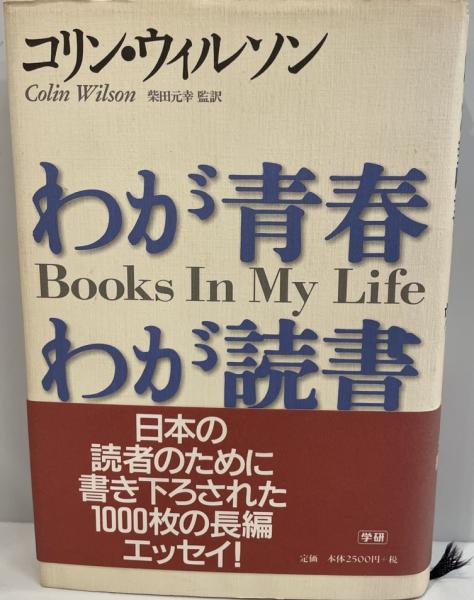 コリン・ウィルソン
Colin Wilson 柴田元幸 監訳
わが青春
Books In My Life
わが読書
日本の
読者のために
書き下ろされた
1000枚の長編
エッセイ!
学研
定価 本体2500円+税